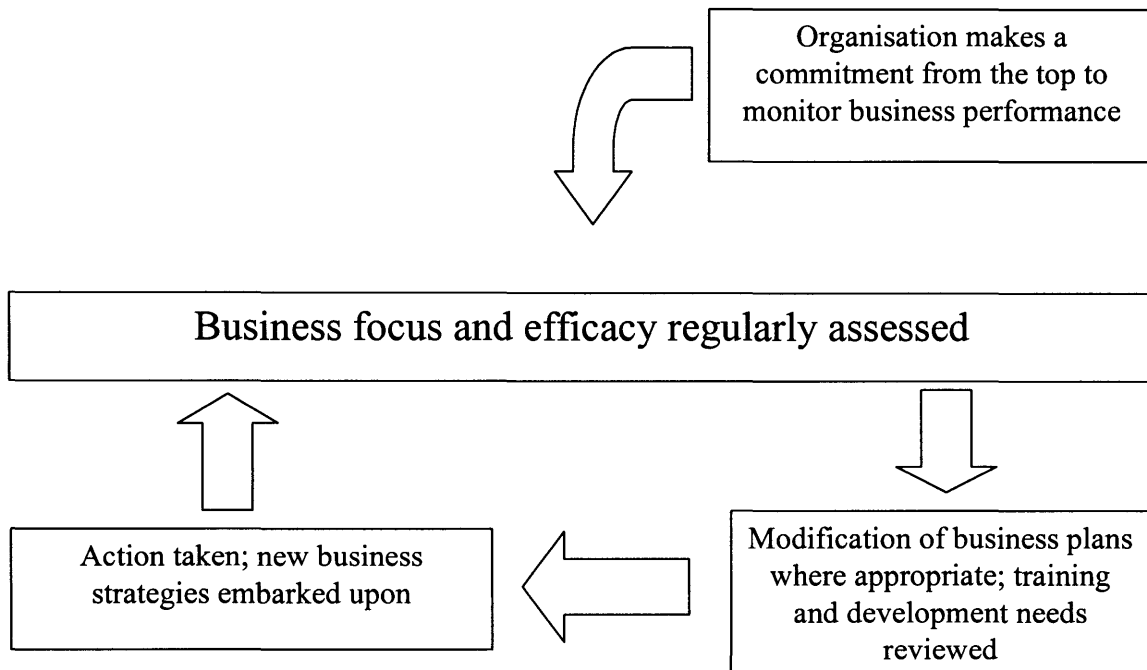 Organisation makes a
commitment from the top to
monitor business performance
Business focus and efficacy regularly assessed
Action taken; new business
strategies embarked upon
Modification of business plans
where appropriate; training
and development needs
reviewed